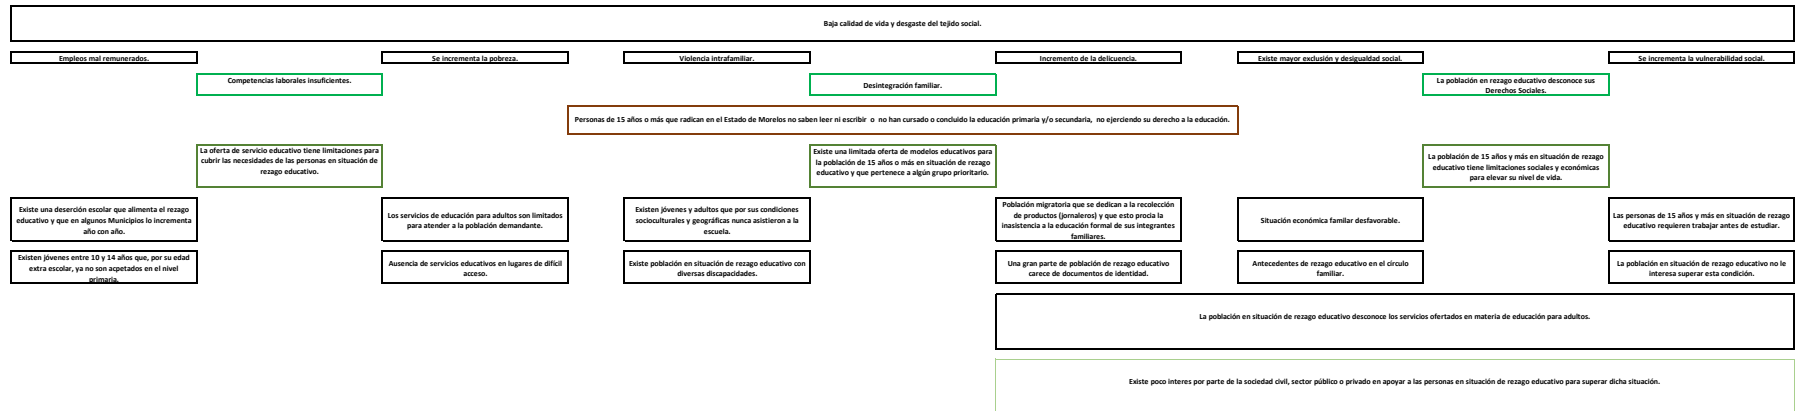 Baja calidad de vida y desgaste del tejido social.
Empleos mal remunerados.
Se incrementa la pobreza.
Violencia intrafamiliar.
Incremento de la delicuencia.
Existe mayor exclusión y desigualdad social.
Se incrementa la vulnerabilidad social.
Competencias laborales insuficientes.
Desintegración familiar.
La población en rezago educativo desconoce sus
Derechos Sociales.
Personas de 15 años o más que radican en el Estado de Morelos no saben leer ni escribir o no han cursado o concluido la educación primaria y/o secundaria, no ejerciendo su derecho a la educación.
La oferta de servicio educativo tiene limitaciones para
cubrir las necesidades de las personas en situación de
rezago educativo.
Existe una limitada oferta de modelos educativos para
la población de 15 años o más en situación de rezago
educativo y que pertenece a algún grupo prioritario.
La población de 15 años y más en situación de rezago
educativo tiene limitaciones sociales y económicas
para elevar su nivel de vida.
Existe una deserción escolar que alimenta el rezago
educativo y que en algunos Municipios lo incrementa
año con año.
Los servicios de educación para adultos son limitados
para atender a la población demandante.
Existen jóvenes y adultos que por sus condiciones
socioculturales y geográficas nunca asistieron a la
escuela.
Población migratoria que se dedican a la recolección
de productos (jornaleros) y que esto procia la
inasistencia a la educación formal de sus integrantes
familiares.
Situación económica familar desfavorable.
Las personas de 15 años y más en situación de rezago
educativo requieren trabajar antes de estudiar.
Existen jóvenes entre 10 y 14 años que, por su edad
extra escolar, ya no son acpetados en el nivel
primaria.
Ausencia de servicios educativos en lugares de difícil
acceso.
Existe población en situación de rezago educativo con
diversas discapacidades.
Una gran parte de población de rezago educativo
carece de documentos de identidad.
Antecedentes de rezago educativo en el círculo
familiar.
La población en situación de rezago educativo no le
interesa superar esta condición.
La población en situación de rezago educativo desconoce los servicios ofertados en materia de educación para adultos.
Existe poco interes por parte de la sociedad civil, sector público o privado en apoyar a las personas en situación de rezago educativo para superar dicha situación.